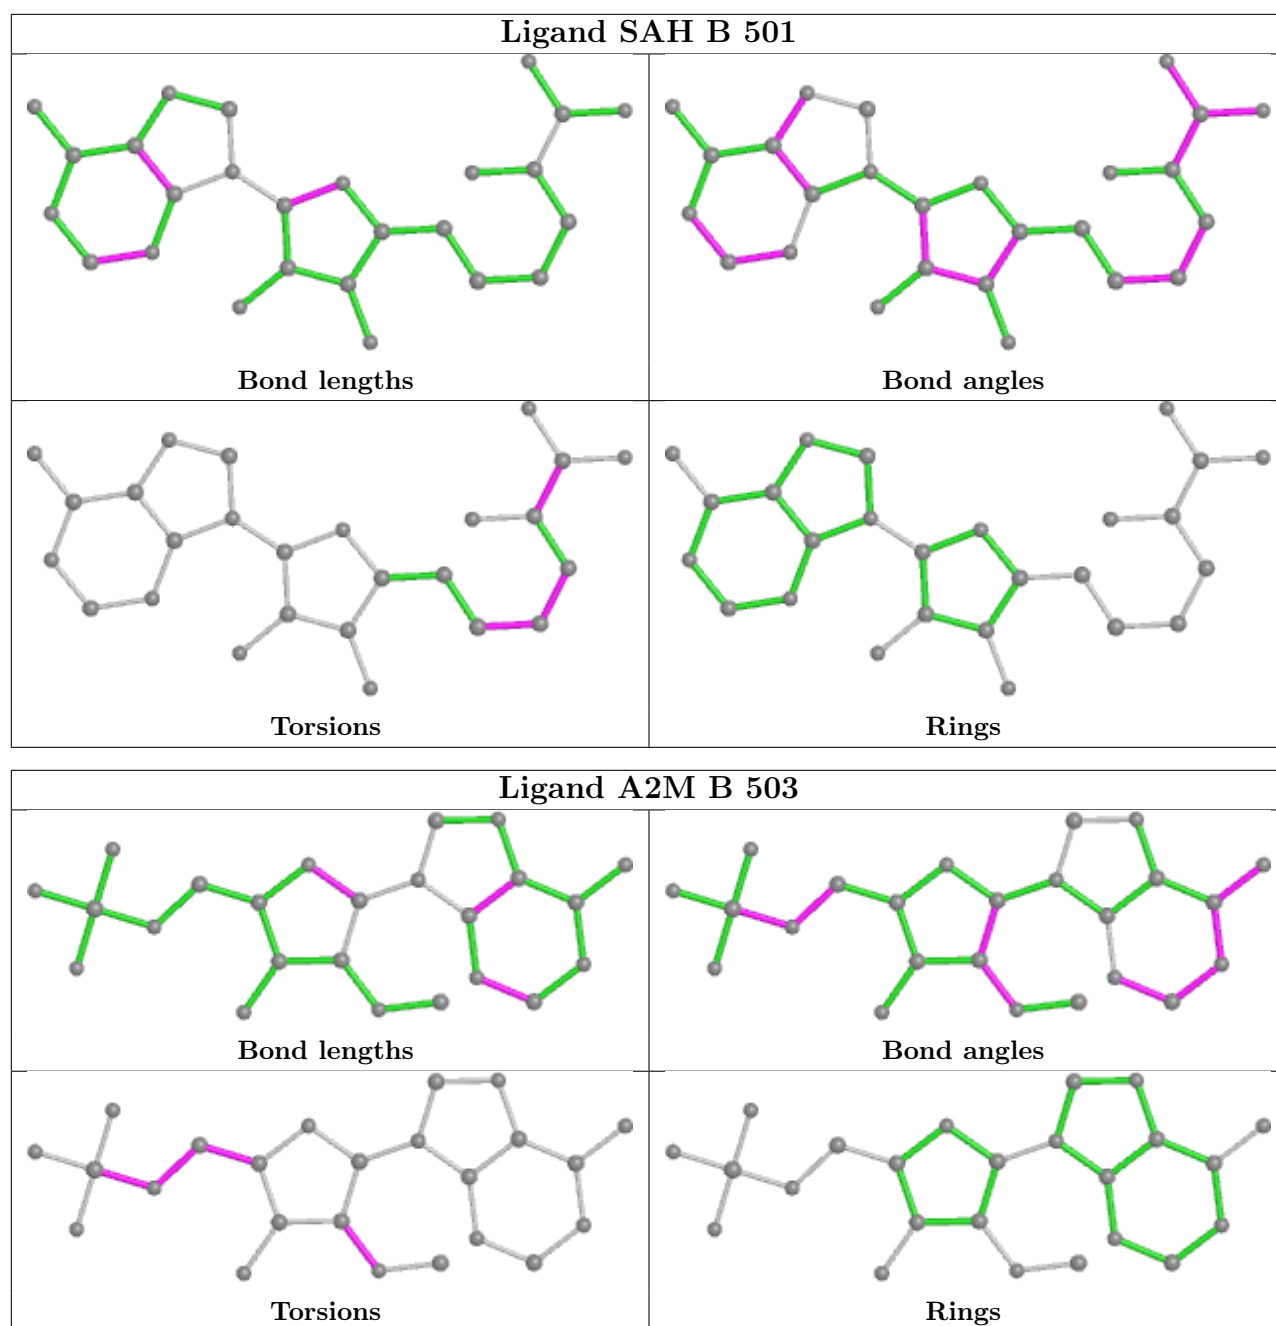 Ligand SAH B 501
Bond lengths
Bond angles
Torsions
Rings
Ligand A2M B 503
Bond lengths
Bond angles
Torsions
Rings